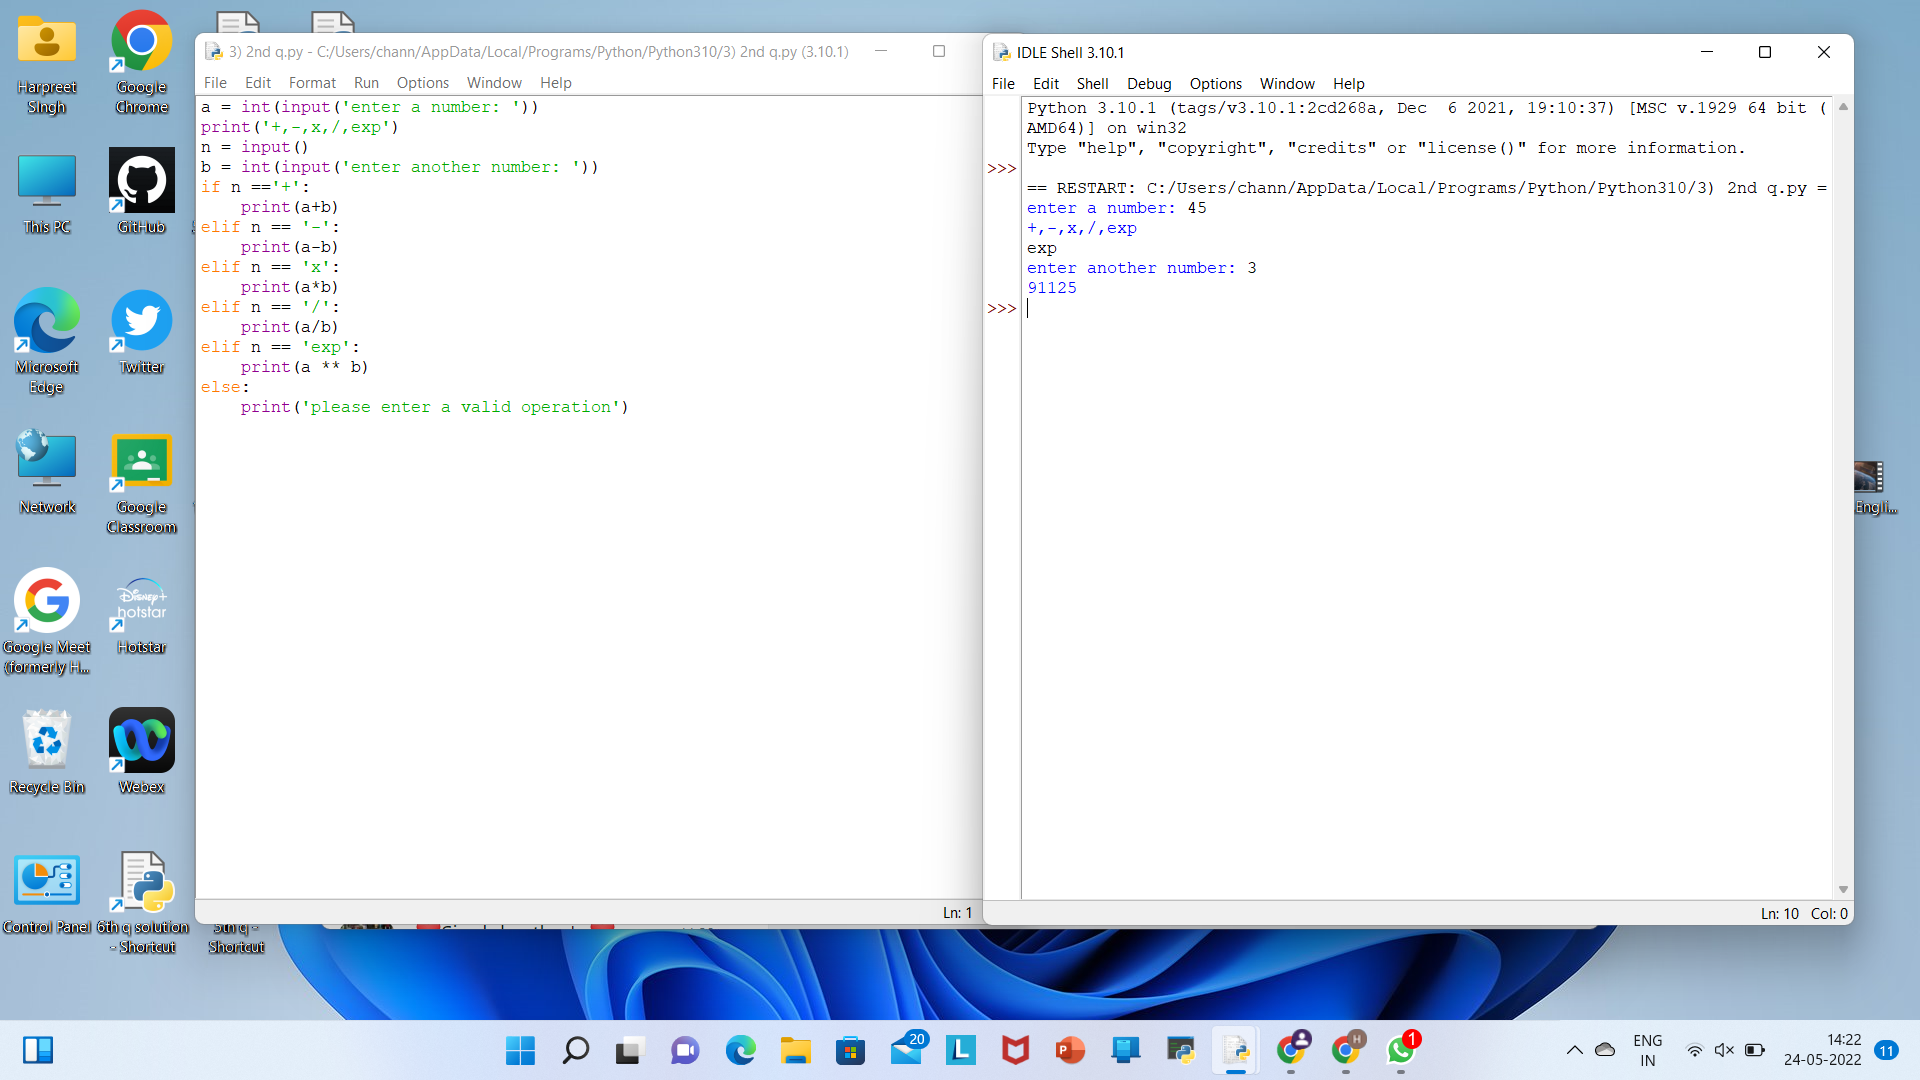 Harpreet
SIngh
Google
Chrome
This PC
GitHub
Microsoft
Edge
Twitter
Network
Google
Classroom
Google Meet
(formerly H...
DISNEY+
hotstar
Hotstar
Recycle Bin
Webex
Control Panel
6th q solution
- Shortcut
5th q -
Shortcut
3) 2nd q.py - C:/Users/chann/AppData/Local/Programs/Python/Python310/3) 2nd q.py (3.10.1)
File Edit Format Run Options Window Help
a = int(input('enter a number: '))
print('+,-,x,/,exp')
n = input()
b = int(input('enter another number: '))
if n =='+':
    print(a+b)
elif n == '-':
    print(a-b)
elif n == 'x':
    print(a*b)
elif n == '/':
    print(a/b)
elif n == 'exp':
    print(a ** b)
else:
    print('please enter a valid operation')
Ln: 1
IDLE Shell 3.10.1
File Edit Shell Debug Options Window Help
Python 3.10.1 (tags/v3.10.1:2cd268a, Dec  6 2021, 19:10:37) [MSC v.1929 64 bit (
AMD64)] on win32
Type "help", "copyright", "credits" or "license()" for more information.
>>>
== RESTART: C:/Users/chann/AppData/Local/Programs/Python/Python310/3) 2nd q.py =
enter a number: 45
+,-,x,/,exp
exp
enter another number: 3
91125
>>>
Ln: 10 Col: 0
Engli...
20
L
P
H
1
ENG
IN
14:22
24-05-2022
11